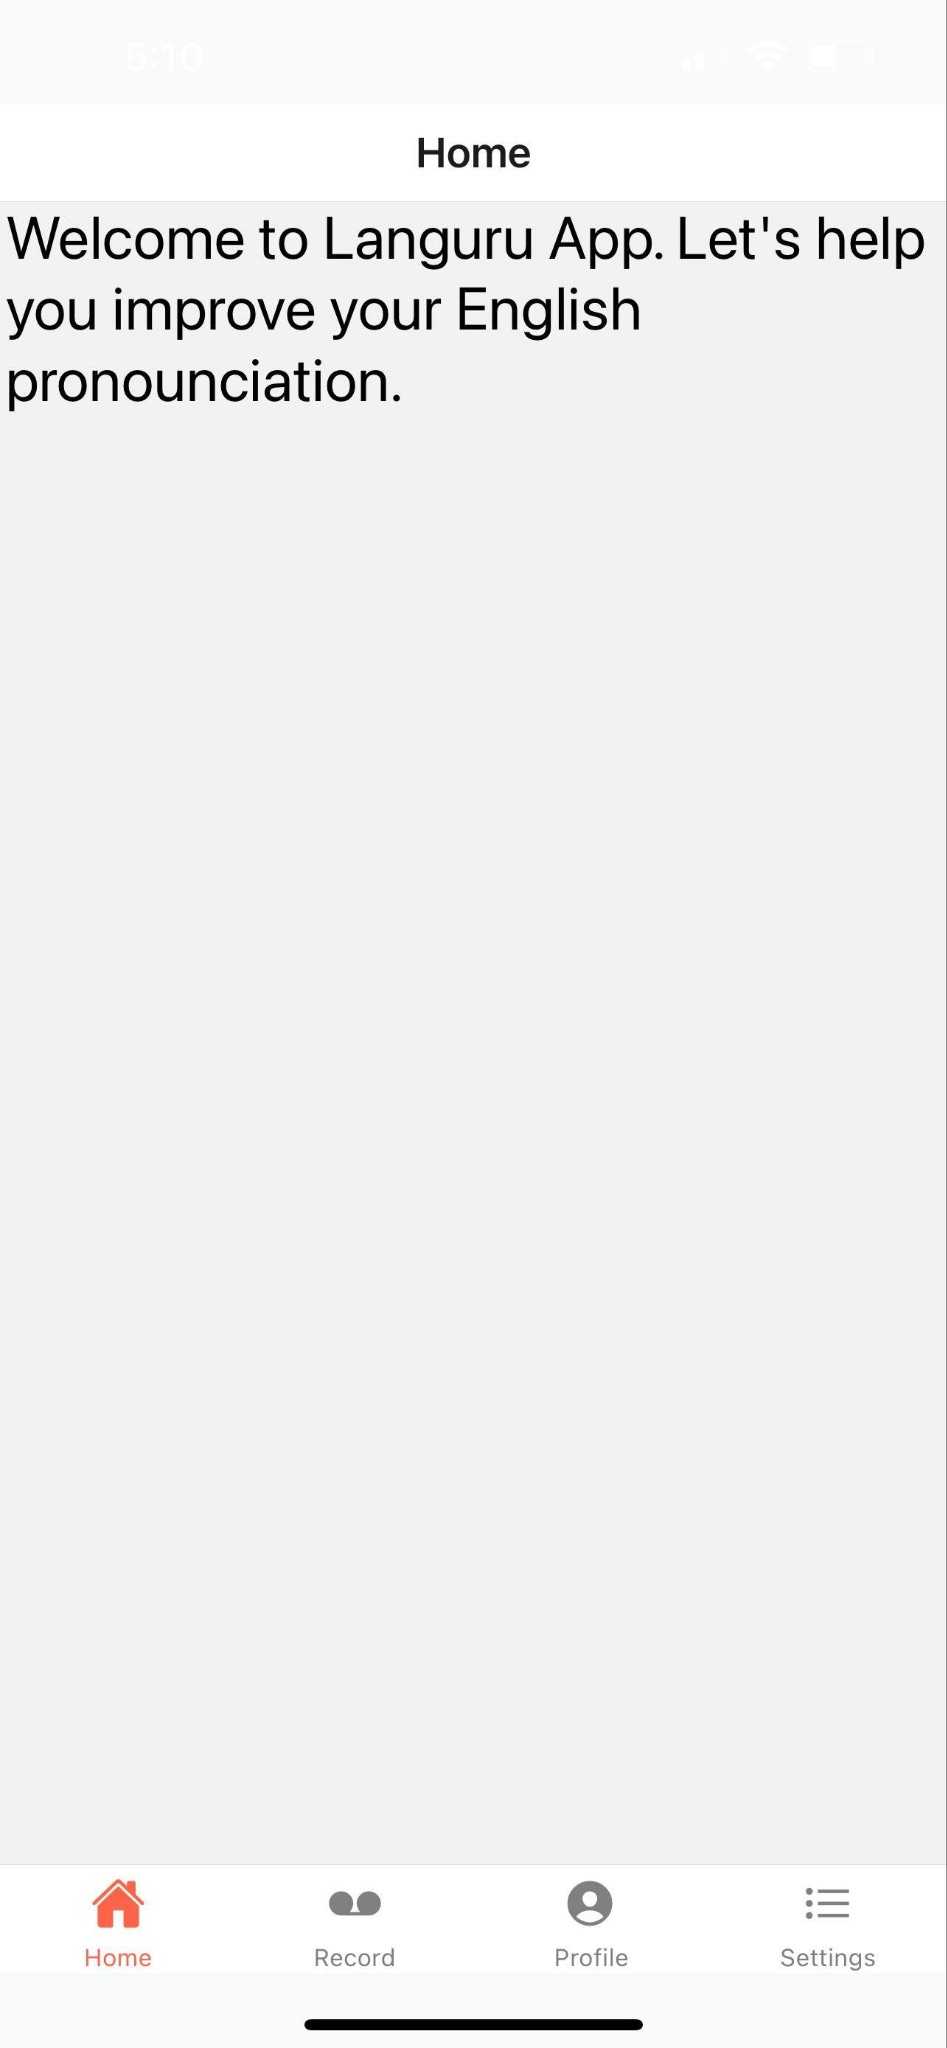 5:10
Home
Welcome to Languru App. Let's help
you improve your English
pronounciation.
Home
Record
Profile
Settings